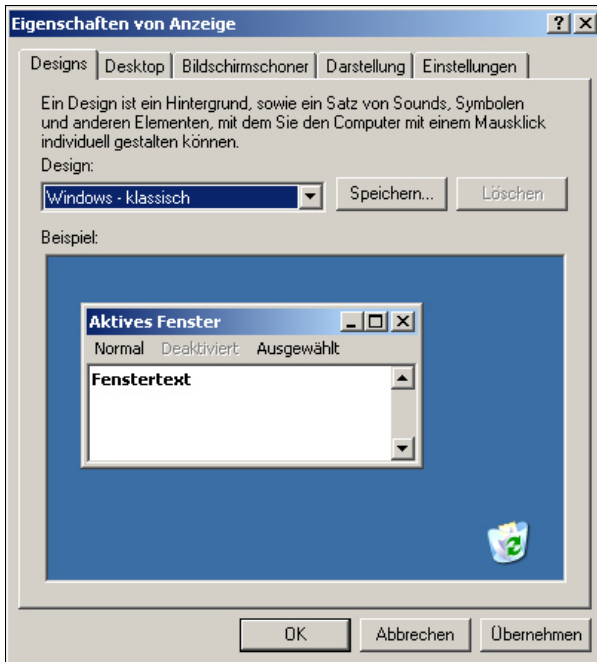 Eigenschaften von Anzeige
Designs Desktop Bildschirmschoner Darstellung Einstellungen
Ein Design ist ein Hintergrund, sowie ein Satz von Sounds, Symbolen
und anderen Elementen, mit dem Sie den Computer mit einem Mausklick
individuell gestalten können.
Design:
Windows - klassisch Speichern... Löschen
Beispiel:
Aktives Fenster
Normal Deaktiviert Ausgewählt
Fenstertext
OK Abbrechen Übernehmen